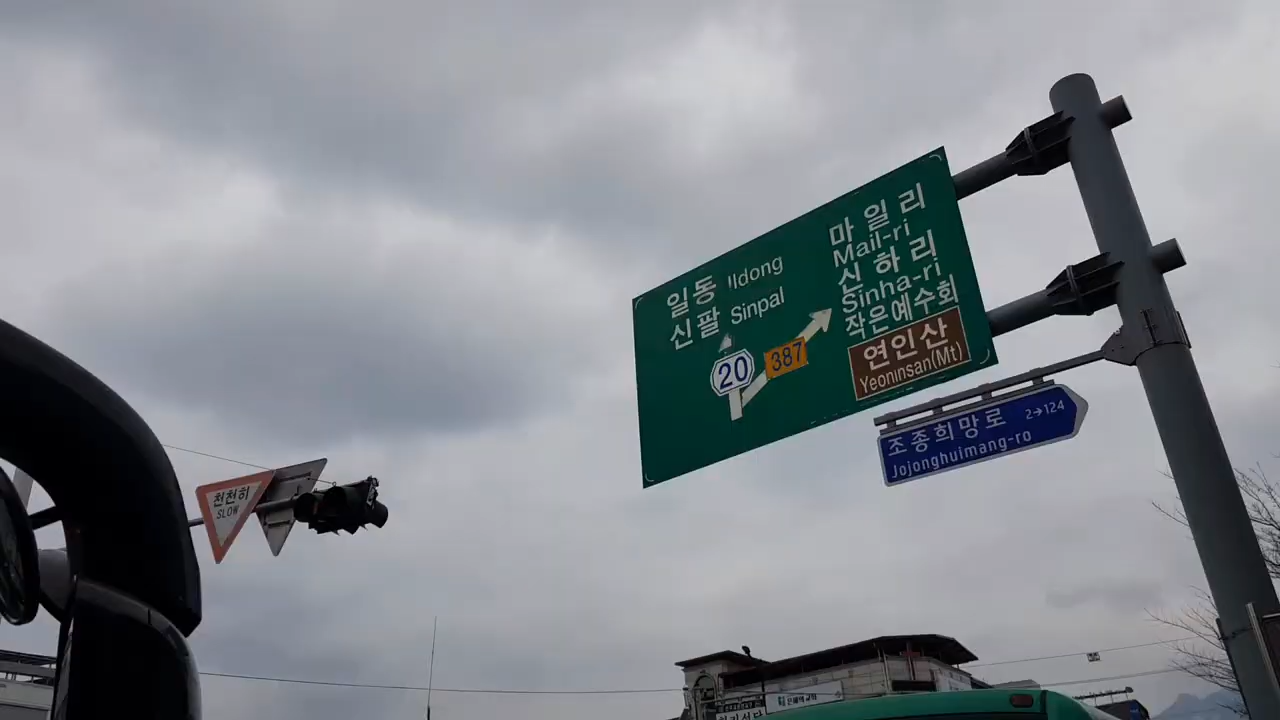 일동 Ildong
신팔 Sinpal
20
387
마일리
Mail-ri
신하리
Sinha-ri
작은예수회
연인산
Yeoninsan(Mt)
조종희망로 2→124
Jojonghuimang-ro
천천히
SLOW